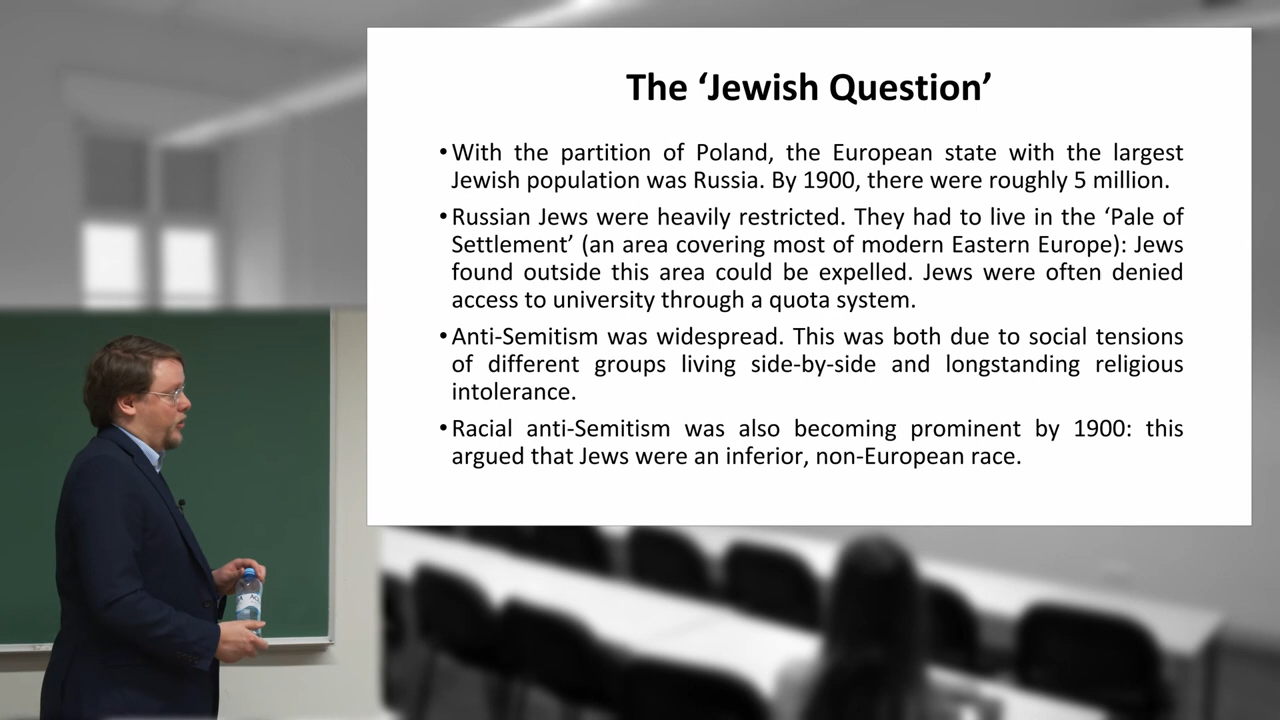 The ‘Jewish Question’
•With the partition of Poland, the European state with the largest
Jewish population was Russia. By 1900, there were roughly 5 million.
•Russian Jews were heavily restricted. They had to live in the ‘Pale of
Settlement’ (an area covering most of modern Eastern Europe): Jews
found outside this area could be expelled. Jews were often denied
access to university through a quota system.
•Anti-Semitism was widespread. This was both due to social tensions
of different groups living side-by-side and longstanding religious
intolerance.
•Racial anti-Semitism was also becoming prominent by 1900: this
argued that Jews were an inferior, non-European race.